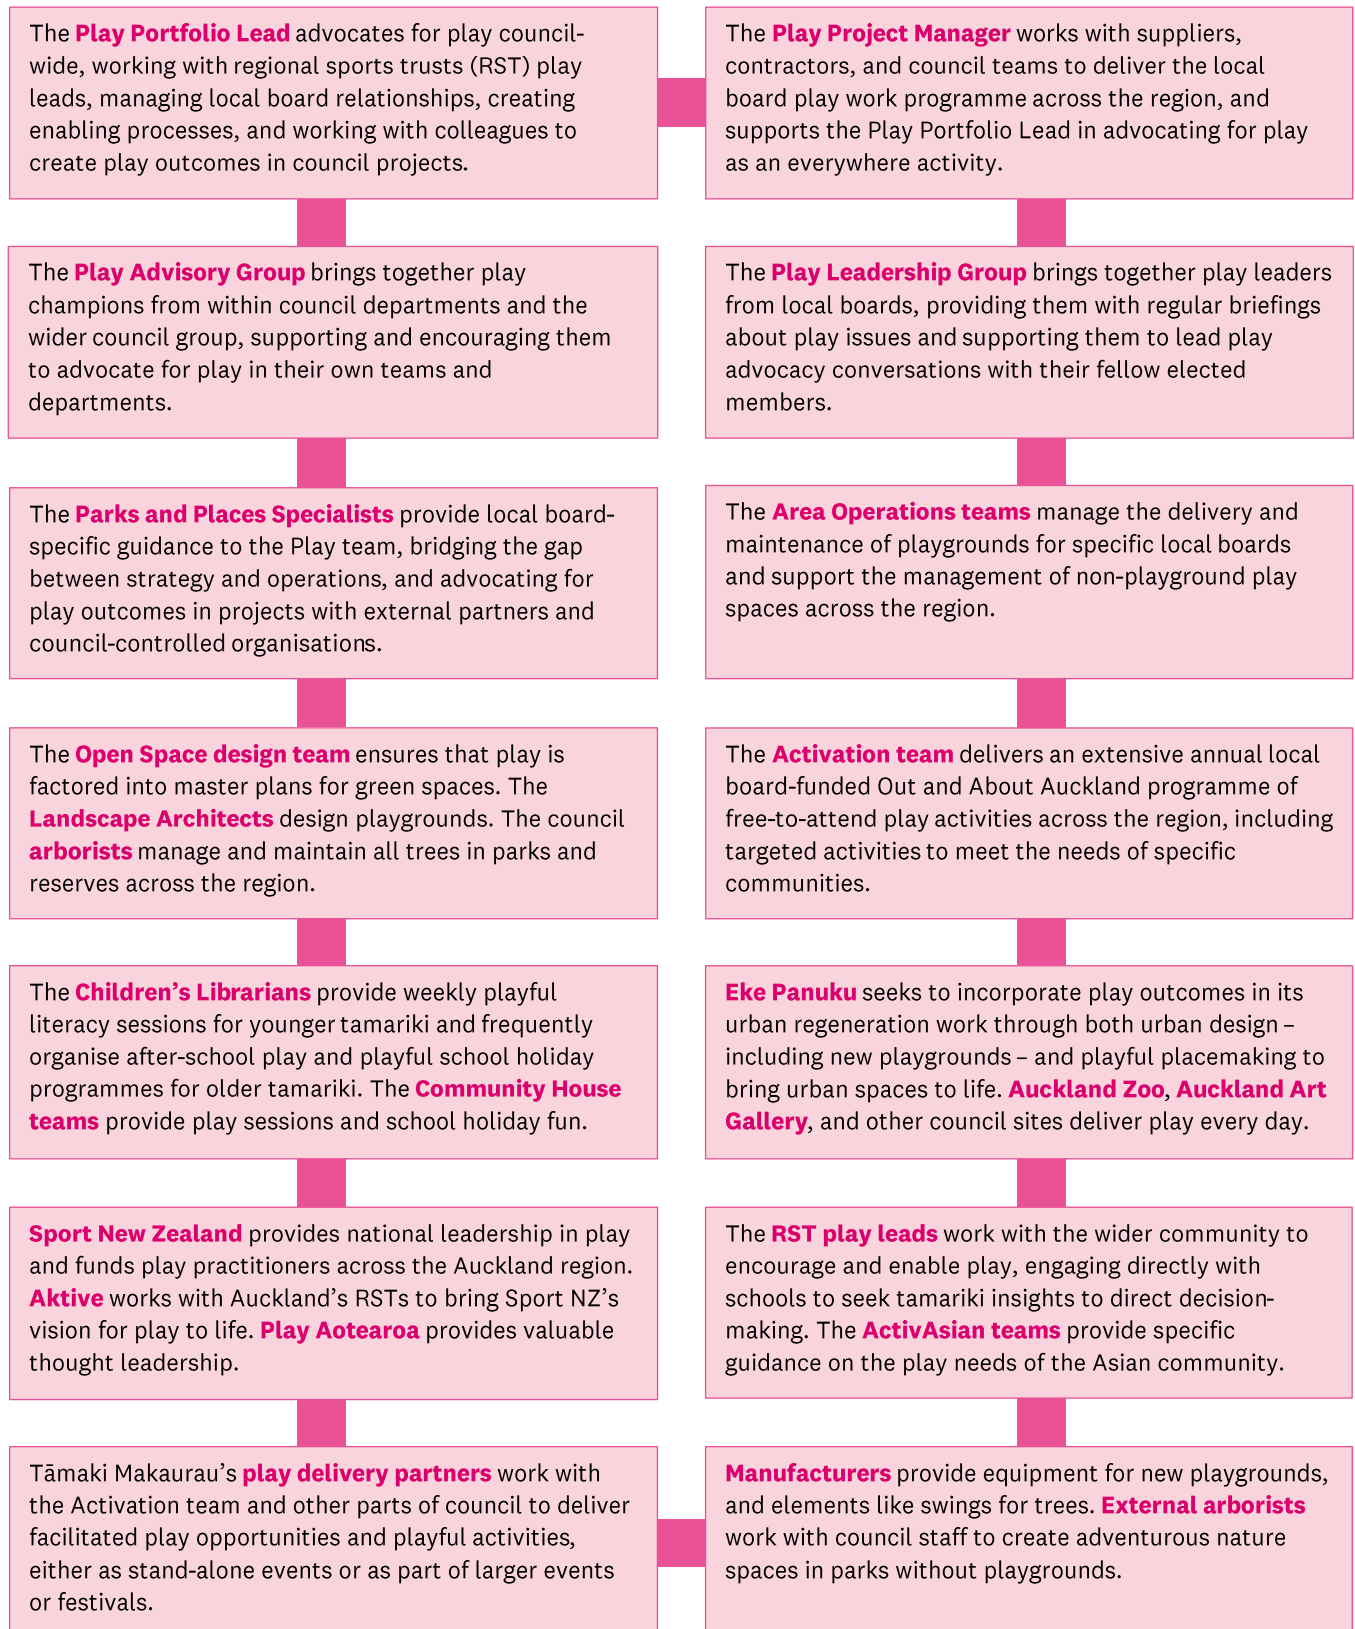 The Play Portfolio Lead advocates for play council-
wide, working with regional sports trusts (RST) play
leads, managing local board relationships, creating
enabling processes, and working with colleagues to
create play outcomes in council projects.
The Play Project Manager works with suppliers,
contractors, and council teams to deliver the local
board play work programme across the region, and
supports the Play Portfolio Lead in advocating for play
as an everywhere activity.
The Play Advisory Group brings together play
champions from within council departments and the
wider council group, supporting and encouraging them
to advocate for play in their own teams and
departments.
The Play Leadership Group brings together play leaders
from local boards, providing them with regular briefings
about play issues and supporting them to lead play
advocacy conversations with their fellow elected
members.
The Parks and Places Specialists provide local board-
specific guidance to the Play team, bridging the gap
between strategy and operations, and advocating for
play outcomes in projects with external partners and
council-controlled organisations.
The Area Operations teams manage the delivery and
maintenance of playgrounds for specific local boards
and support the management of non-playground play
spaces across the region.
The Open Space design team ensures that play is
factored into master plans for green spaces. The
Landscape Architects design playgrounds. The council
arborists manage and maintain all trees in parks and
reserves across the region.
The Activation team delivers an extensive annual local
board-funded Out and About Auckland programme of
free-to-attend play activities across the region, including
targeted activities to meet the needs of specific
communities.
The Children’s Librarians provide weekly playful
literacy sessions for younger tamariki and frequently
organise after-school play and playful school holiday
programmes for older tamariki. The Community House
teams provide play sessions and school holiday fun.
Eke Panuku seeks to incorporate play outcomes in its
urban regeneration work through both urban design –
including new playgrounds – and playful placemaking to
bring urban spaces to life. Auckland Zoo, Auckland Art
Gallery, and other council sites deliver play every day.
Sport New Zealand provides national leadership in play
and funds play practitioners across the Auckland region.
Aktive works with Auckland’s RSTs to bring Sport NZ’s
vision for play to life. Play Aotearoa provides valuable
thought leadership.
The RST play leads work with the wider community to
encourage and enable play, engaging directly with
schools to seek tamariki insights to direct decision-
making. The ActivAsian teams provide specific
guidance on the play needs of the Asian community.
Tāmaki Makaurau’s play delivery partners work with
the Activation team and other parts of council to deliver
facilitated play opportunities and playful activities,
either as stand-alone events or as part of larger events
or festivals.
Manufacturers provide equipment for new playgrounds,
and elements like swings for trees. External arborists
work with council staff to create adventurous nature
spaces in parks without playgrounds.